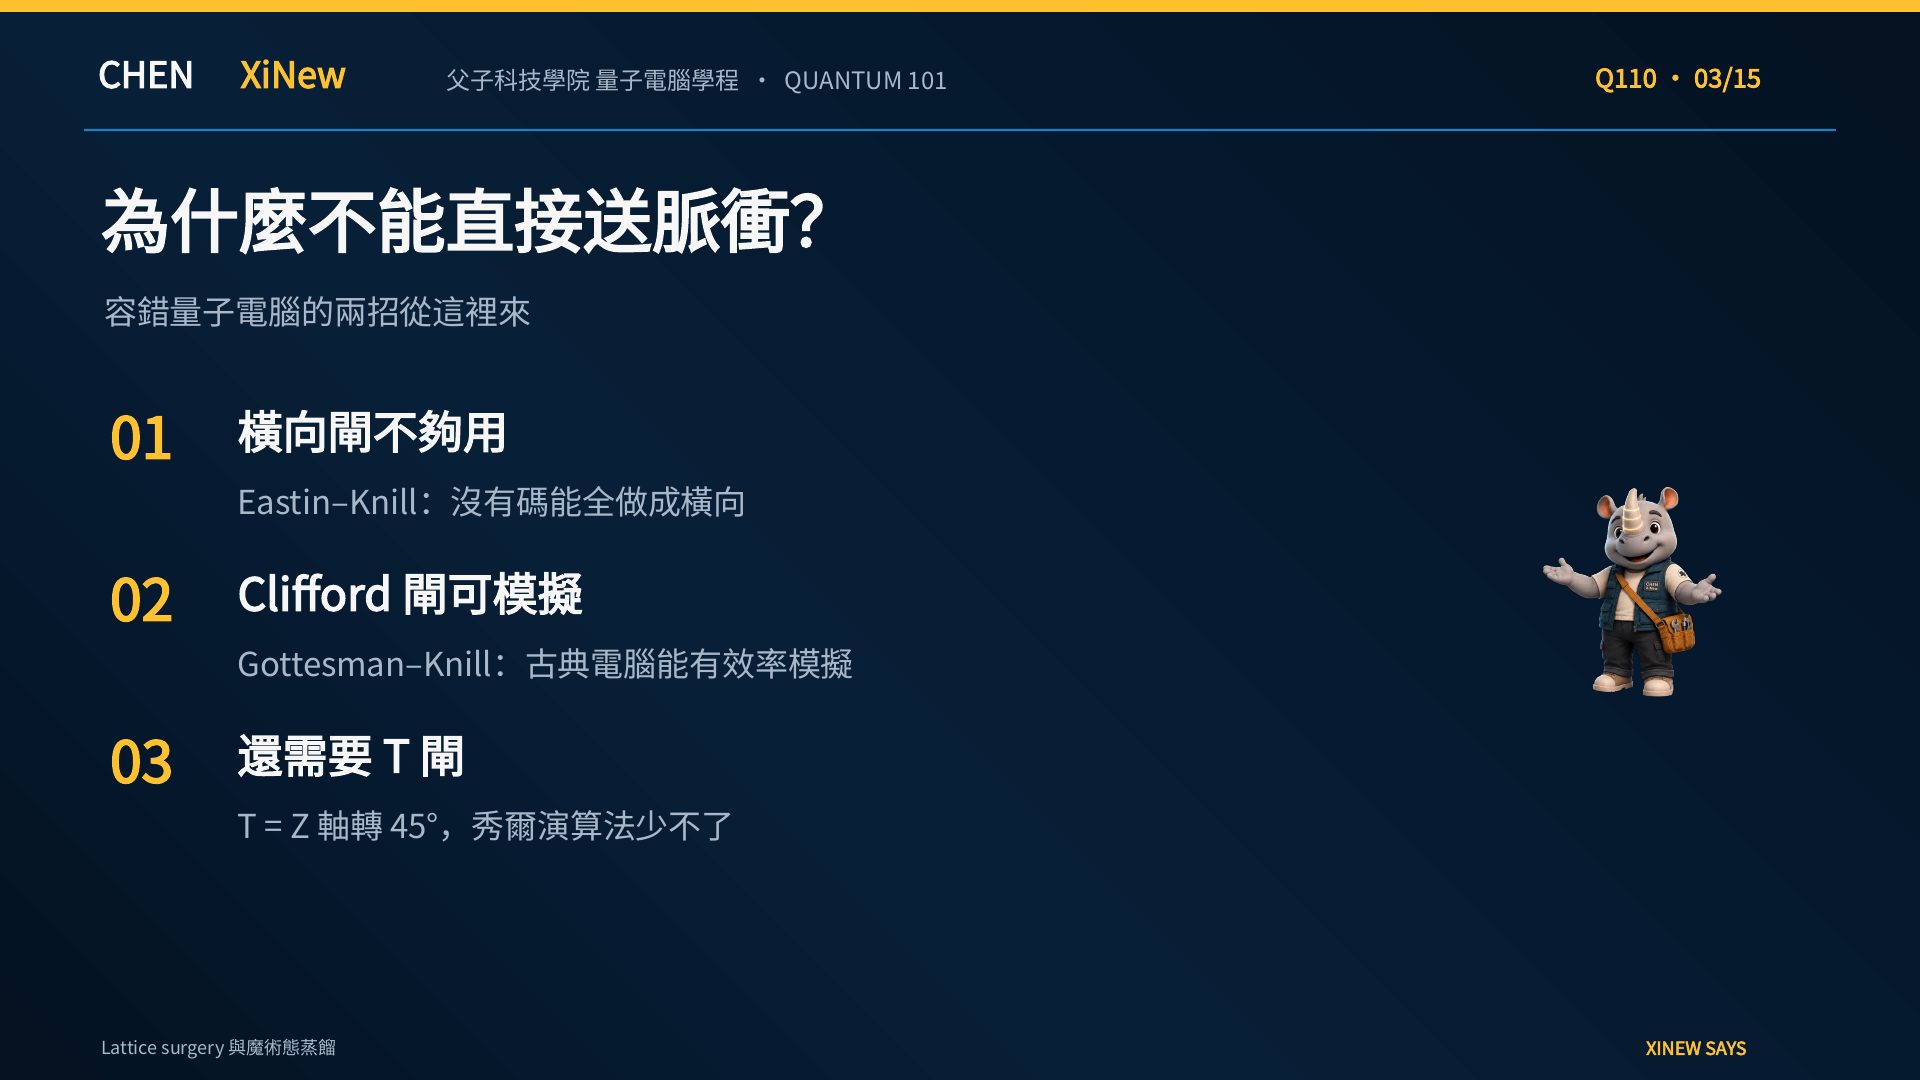 CHEN XiNew 父子科技學院 量子電腦學程 • QUANTUM 101 Q110 • 03/15
為什麼不能直接送脈衝?
容錯量子電腦的兩招從這裡來
01 橫向閘不夠用
Eastin–Knill：沒有碼能全做成橫向
02 Clifford 閘可模擬
Gottesman–Knill：古典電腦能有效率模擬
03 還需要 T 閘
T = Z 軸轉 45°，秀爾演算法少不了
Lattice surgery 與魔術態蒸餾 XINEW SAYS